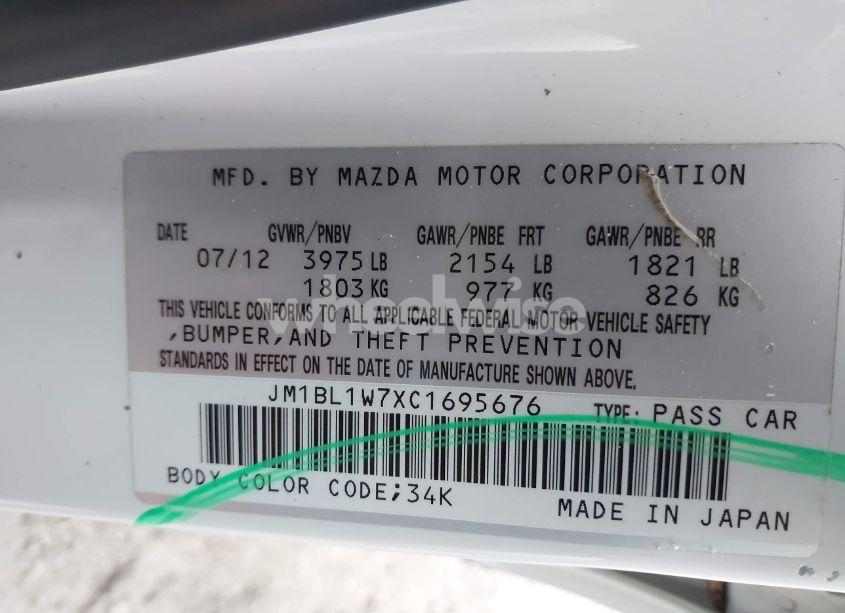 MFD. BY MAZDA MOTOR CORPORATION
DATE GVWR/PNBV GAWR/PNBE FRT GAWR/PNBE RR
07/12 3975 LB 2154 LB 1821 LB
1803 KG 977 KG 826 KG
wheelwise
THIS VEHICLE CONFORMS TO ALL APPLICABLE FEDERAL MOTOR VEHICLE SAFETY
,BUMPER,AND THEFT PREVENTION
STANDARDS IN EFFECT ON THE DATE OF MANUFACTURE SHOWN ABOVE.
JM1BL1W7XC1695676 TYPE: PASS CAR
BODY COLOR CODE;34K
MADE IN JAPAN